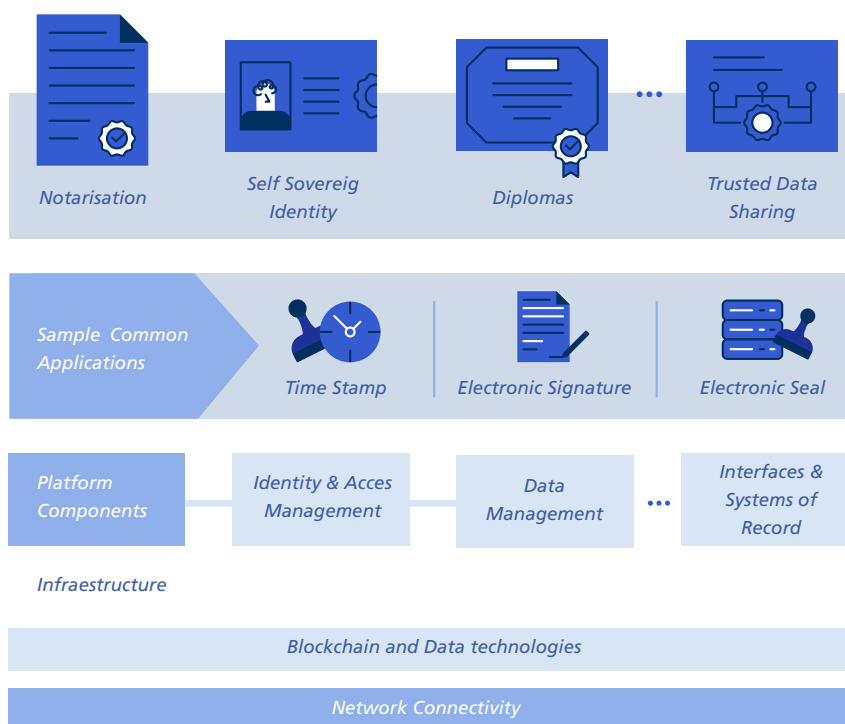 Notarisation
Self Sovereig
Identity
Diplomas
Trusted Data
Sharing
Sample Common
Applications
Time Stamp
Electronic Signature
Electronic Seal
Platform
Components
Identity & Acces
Management
Data
Management
Interfaces &
Systems of
Record
Infraestructure
Blockchain and Data technologies
Network Connectivity